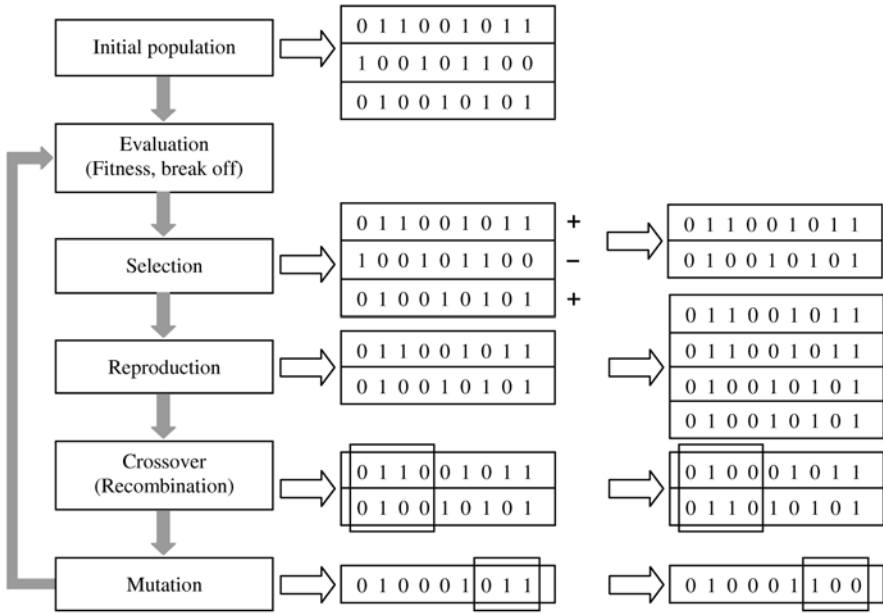 Initial population
0 1 1 0 0 1 0 1 1
1 0 0 1 0 1 1 0 0
0 1 0 0 1 0 1 0 1
Evaluation
(Fitness, break off)
Selection
0 1 1 0 0 1 0 1 1 +
1 0 0 1 0 1 1 0 0 −
0 1 0 0 1 0 1 0 1 +
0 1 1 0 0 1 0 1 1
0 1 0 0 1 0 1 0 1
Reproduction
0 1 1 0 0 1 0 1 1
0 1 0 0 1 0 1 0 1
0 1 1 0 0 1 0 1 1
0 1 1 0 0 1 0 1 1
0 1 0 0 1 0 1 0 1
0 1 0 0 1 0 1 0 1
Crossover
(Recombination)
0 1 1 0 0 1 0 1 1
0 1 0 0 1 0 1 0 1
0 1 0 0 0 1 0 1 1
0 1 1 0 1 0 1 0 1
Mutation
0 1 0 0 0 1 0 1 1
0 1 0 0 0 1 1 0 0